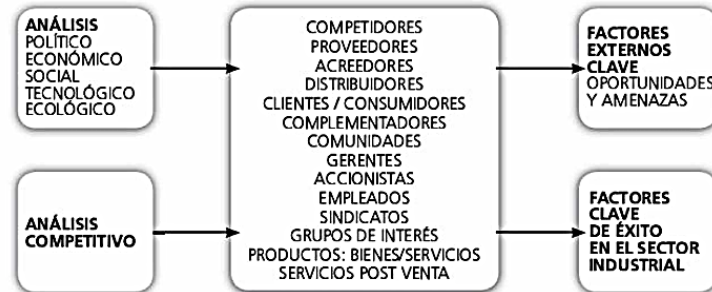 ANÁLISIS
POLÍTICO
ECONÓMICO
SOCIAL
TECNOLÓGICO
ECOLÓGICO
ANÁLISIS
COMPETITIVO
COMPETIDORES
PROVEEDORES
ACREEDORES
DISTRIBUIDORES
CLIENTES / CONSUMIDORES
COMPLEMENTADORES
COMUNIDADES
GERENTES
ACCIONISTAS
EMPLEADOS
SINDICATOS
GRUPOS DE INTERÉS
PRODUCTOS: BIENES/SERVICIOS
SERVICIOS POST VENTA
FACTORES
EXTERNOS
CLAVE
OPORTUNIDADES
Y AMENAZAS
FACTORES
CLAVE
DE ÉXITO
EN EL SECTOR
INDUSTRIAL